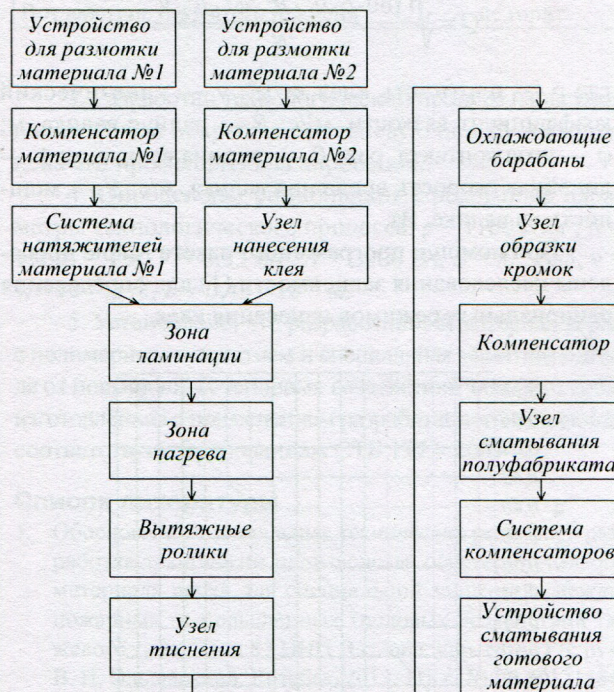 Устройство
для размотки
материала №1
Устройство
для размотки
материала №2
Компенсатор
материала №1
Компенсатор
материала №2
Система
натяжителей
материала №1
Узел
нанесения
клея
Зона
ламинации
Зона
нагрева
Вытяжные
ролики
Узел
тиснения
Охлажающие
барабаны
Узел
образки
кромок
Компенсатор
Узел
сматывания
полуфабриката
Система
компенсаторов
Устройство
сматывания
готового
материала